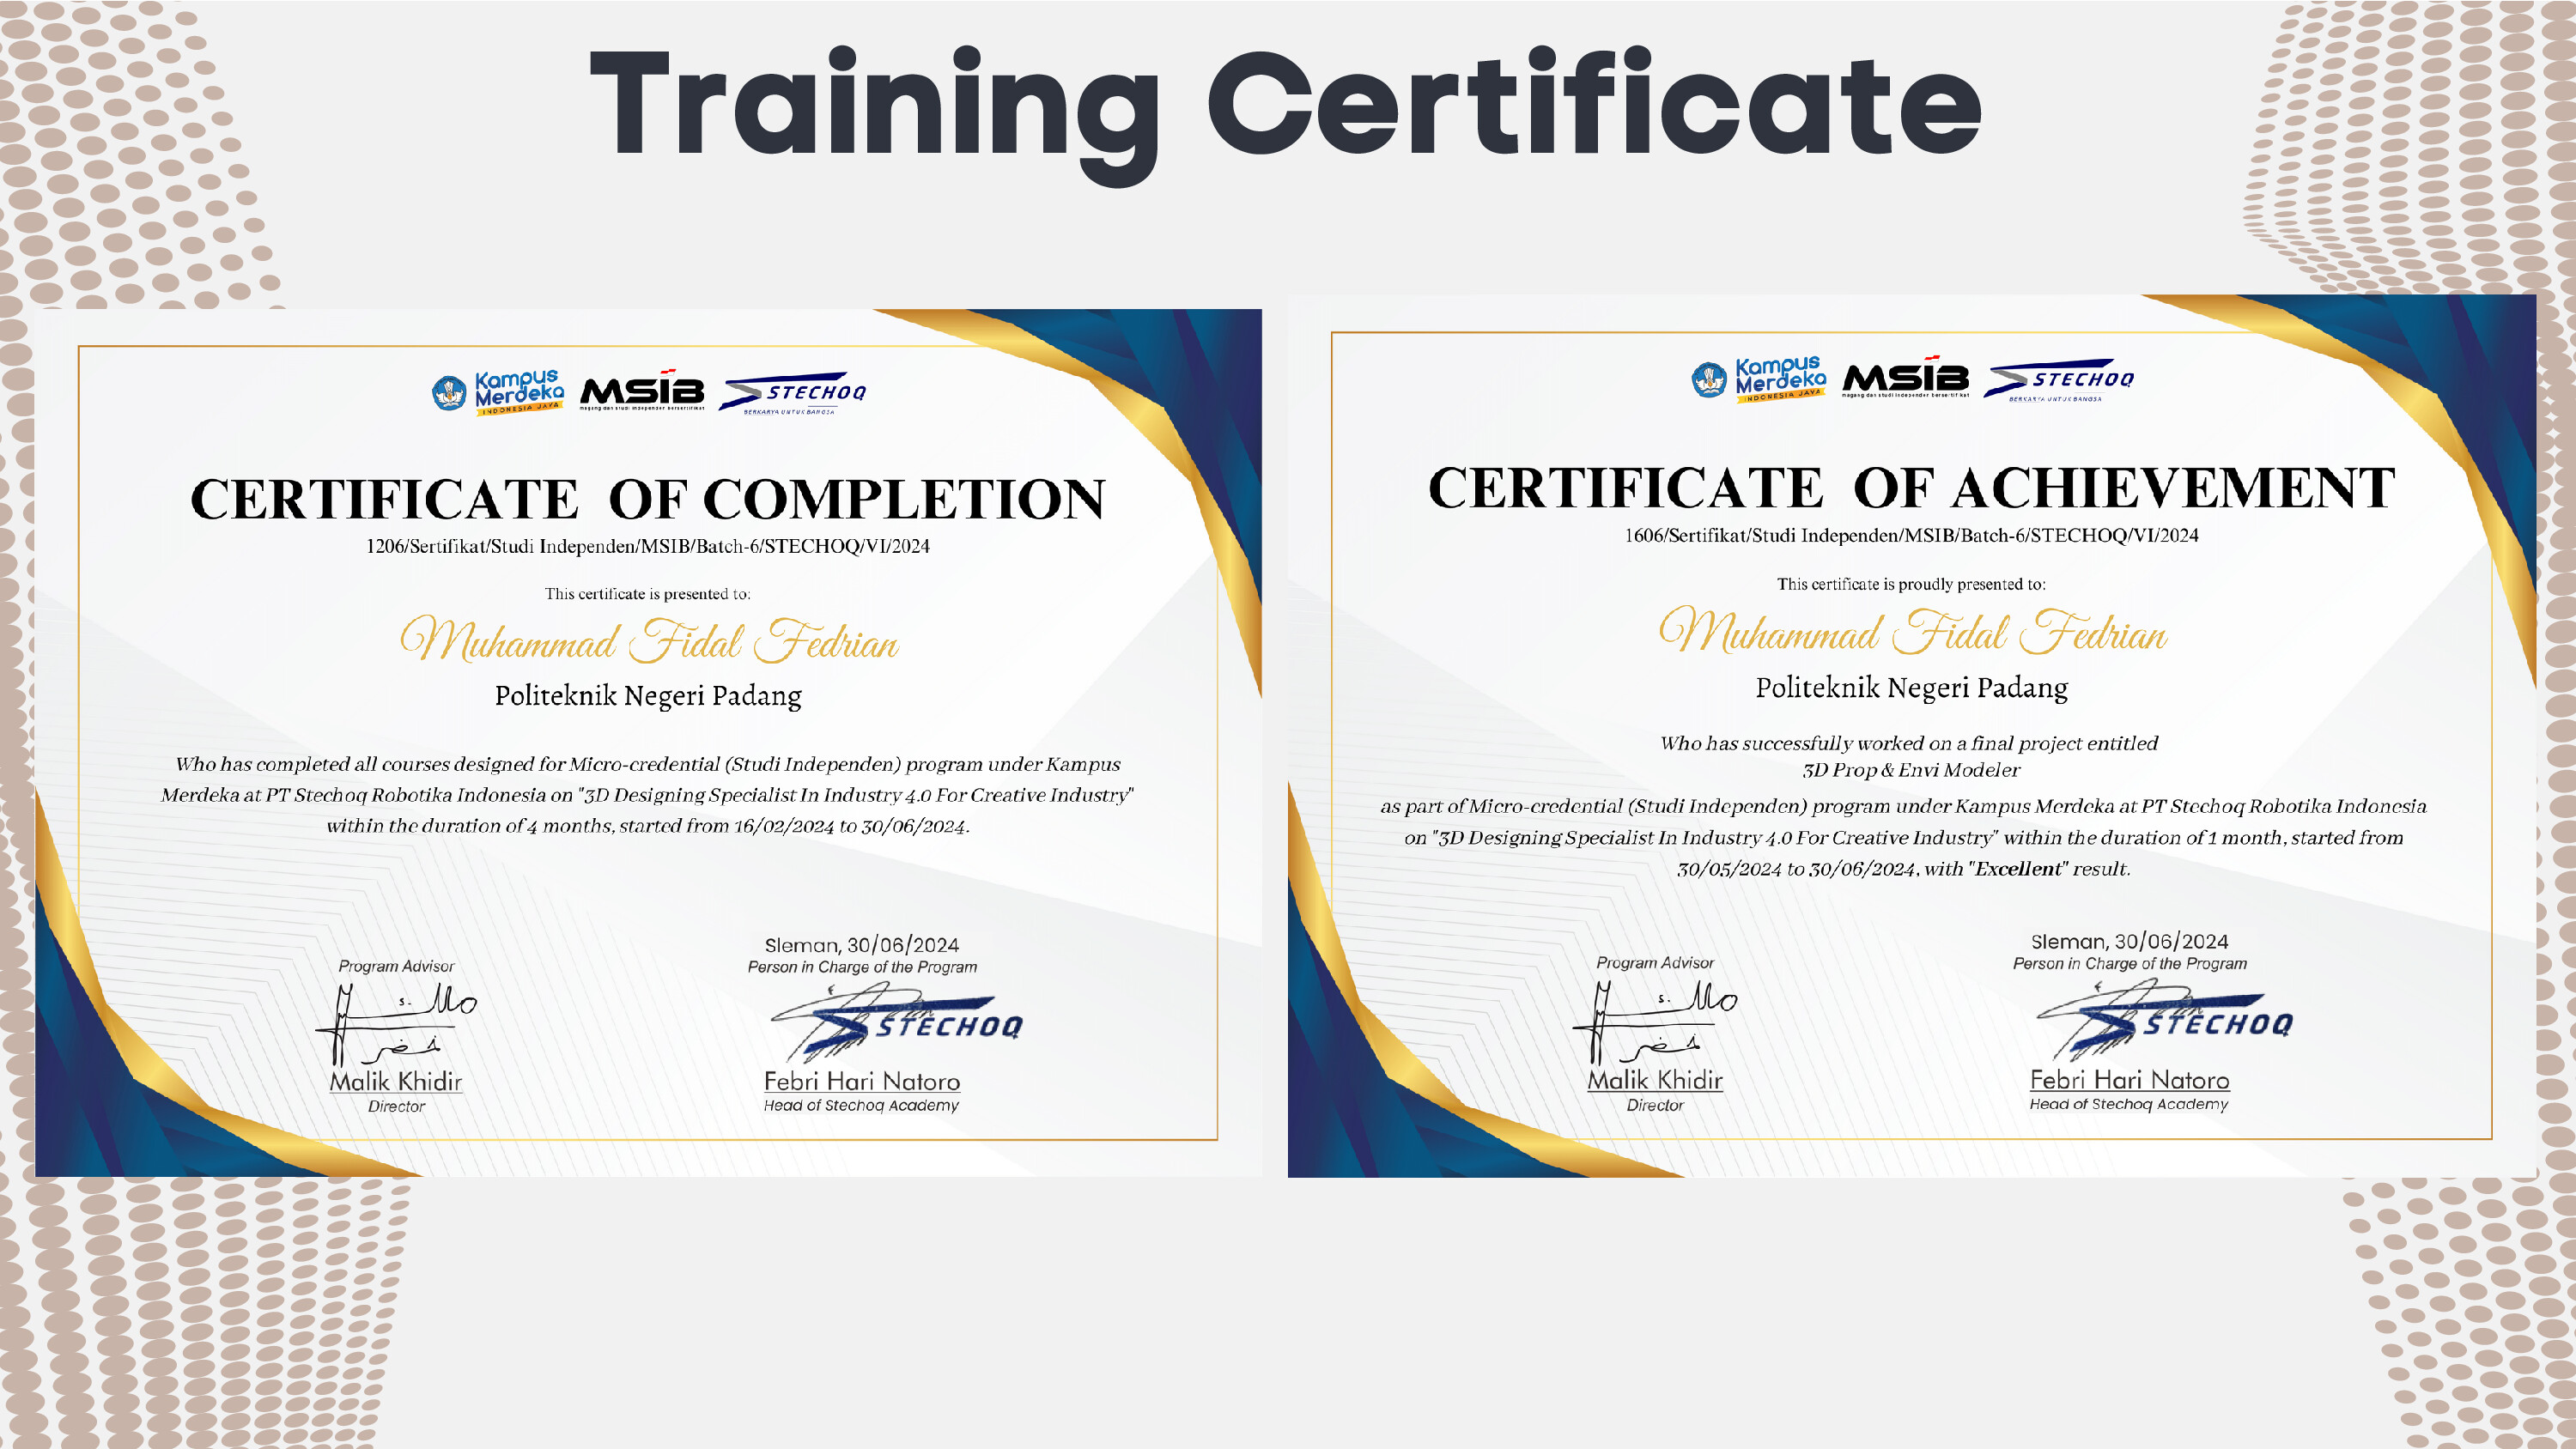 Training Certificate
Kampus
Merdeka
INDONESIA JAYA
MSIB
magang dan studi independen bersertifikat
STECHOQ
BERKARYA UNTUK BANGSA
CERTIFICATE OF COMPLETION
1206/Sertifikat/Studi Independen/MSIB/Batch-6/STECHOQ/VI/2024
This certificate is presented to:
Muhammad Fidal Fedrian
Politeknik Negeri Padang
Who has completed all courses designed for Micro-credential (Studi Independen) program under Kampus
Merdeka at PT Stechoq Robotika Indonesia on "3D Designing Specialist In Industry 4.0 For Creative Industry"
within the duration of 4 months, started from 16/02/2024 to 30/06/2024.
Program Advisor
Malik Khidir
Director
Sleman, 30/06/2024
Person in Charge of the Program
STECHOQ
Febri Hari Natoro
Head of Stechoq Academy
Kampus
Merdeka
INDONESIA JAYA
MSIB
magang dan studi independen bersertifikat
STECHOQ
BERKARYA UNTUK BANGSA
CERTIFICATE OF ACHIEVEMENT
1606/Sertifikat/Studi Independen/MSIB/Batch-6/STECHOQ/VI/2024
This certificate is proudly presented to:
Muhammad Fidal Fedrian
Politeknik Negeri Padang
Who has successfully worked on a final project entitled
3D Prop & Envi Modeler
as part of Micro-credential (Studi Independen) program under Kampus Merdeka at PT Stechoq Robotika Indonesia
on "3D Designing Specialist In Industry 4.0 For Creative Industry" within the duration of 1 month, started from
30/05/2024 to 30/06/2024, with "Excellent" result.
Program Advisor
Malik Khidir
Director
Sleman, 30/06/2024
Person in Charge of the Program
STECHOQ
Febri Hari Natoro
Head of Stechoq Academy